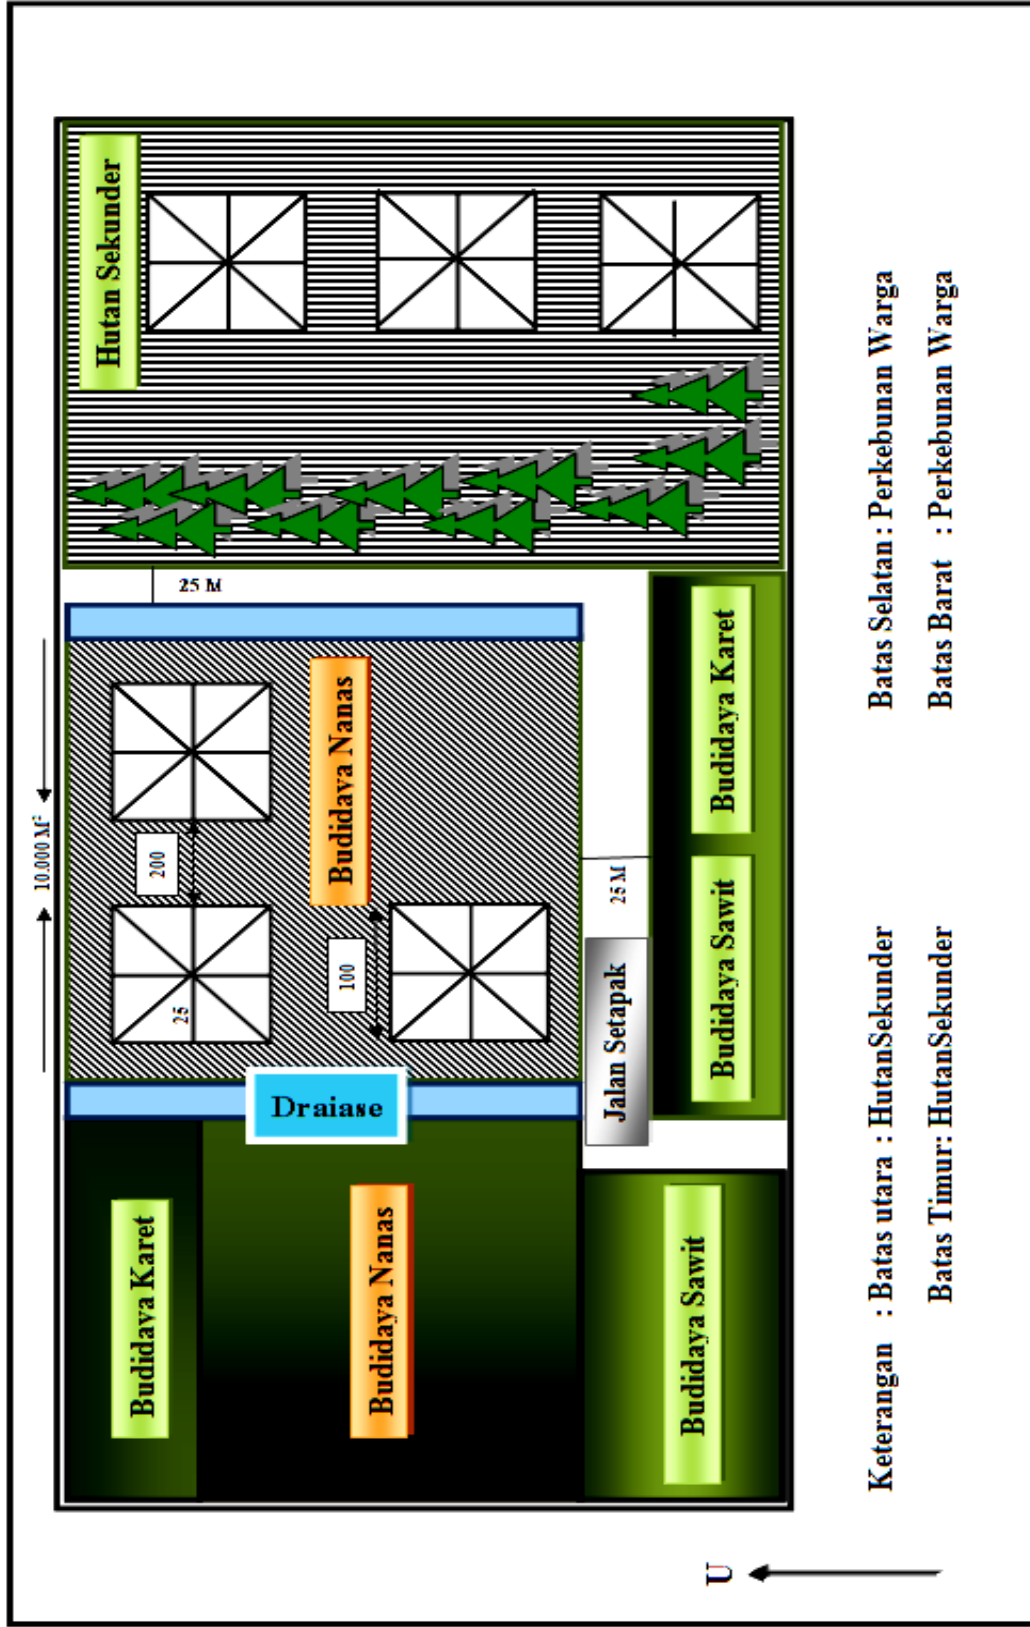 10.000 M²
Budidaya Karet
Hutan Sekunder
200
25
25 M
Draiase
Budidaya Nanas
100
Budidaya Nanas
Jalan Setapak
25 M
Budidaya Sawit
Budidaya Sawit
Budidaya Karet
U
Keterangan : Batas utara : HutanSekunder Batas Selatan : Perkebunan Warga
Batas Timur: HutanSekunder Batas Barat : Perkebunan Warga